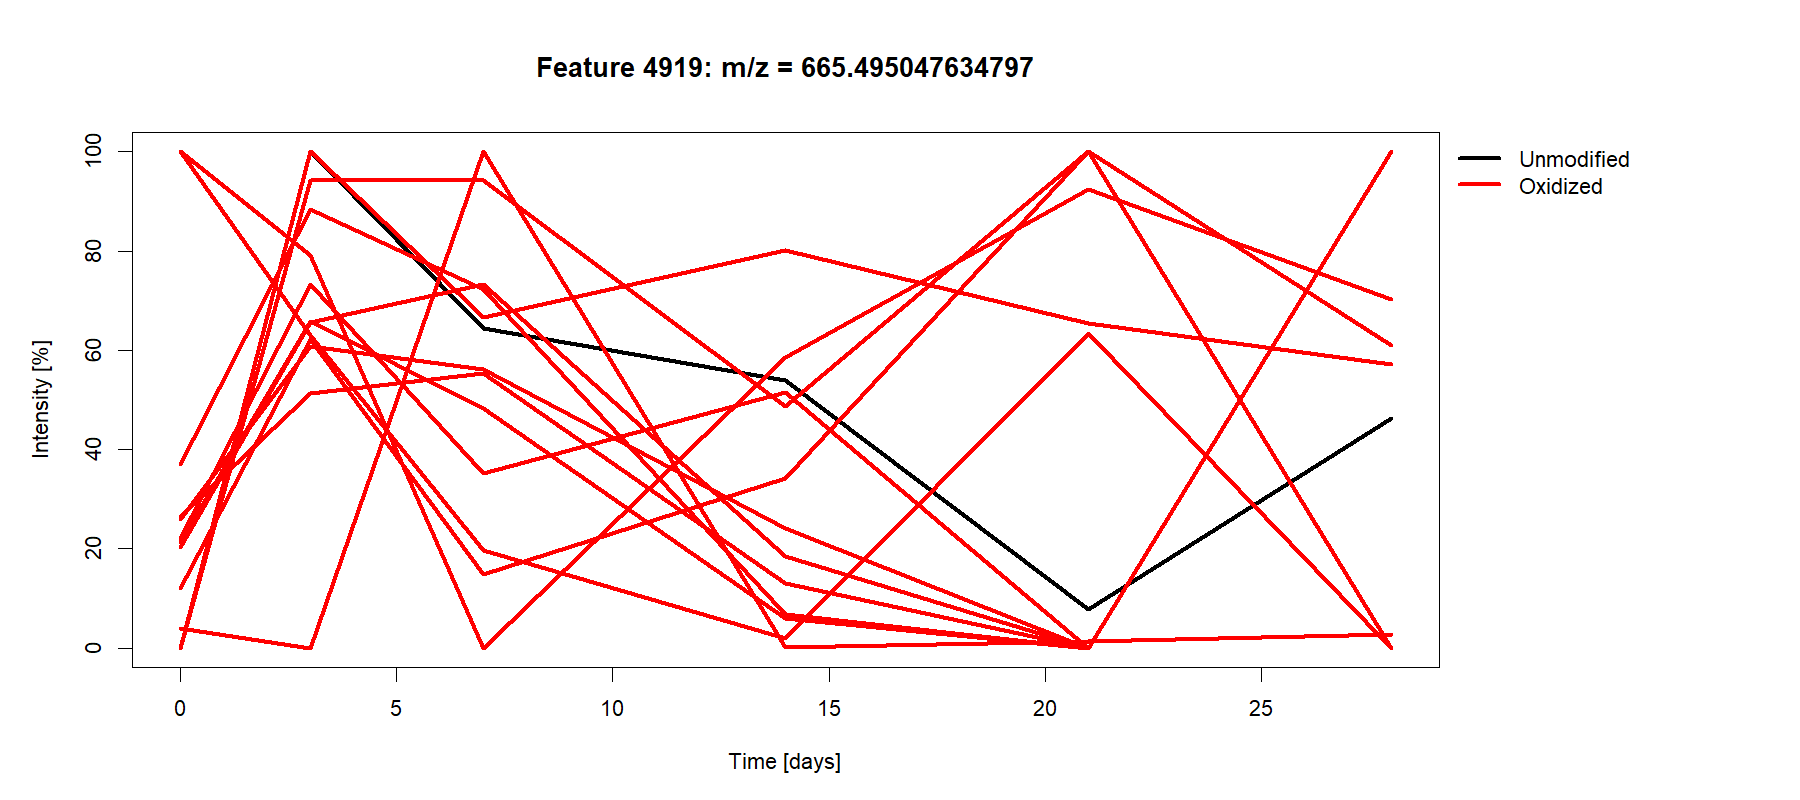 Feature 4919: m/z = 665.495047634797
Unmodified
Oxidized
Intensity [%]
100
80
60
40
20
0
0 5 10 15 20 25
Time [days]